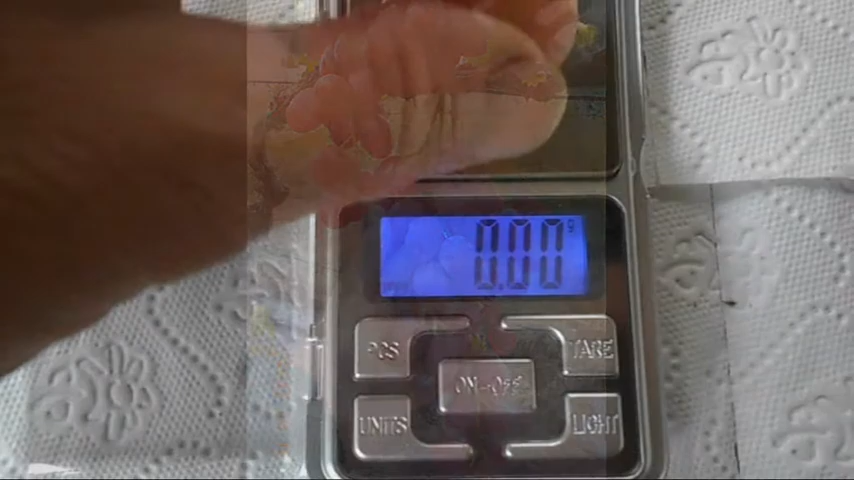 0.00 g
PCS
TARE
ON-OFF
UNITS
LIGHT